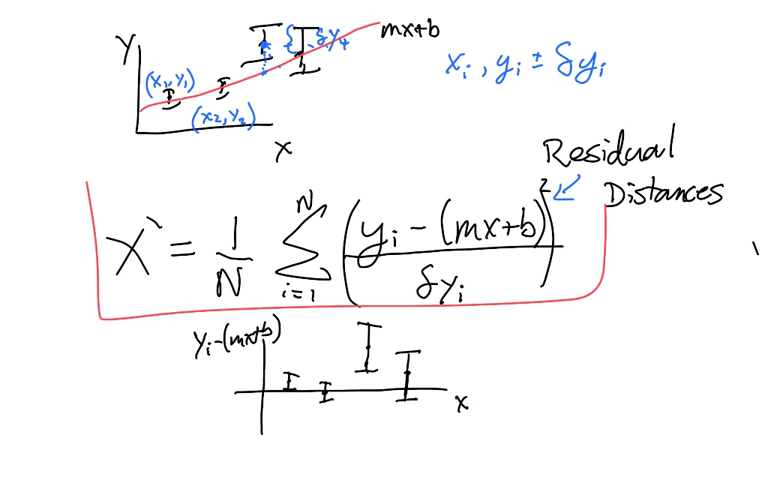 Y
mx+b
δy₄
xᵢ, yᵢ ± δyᵢ
(x₁, y₁)
(x₂, y₂)
x
Residual
Distances
χ` = 1/N Σ_{i=1}^{N} ((yᵢ - (mx+b))/δyᵢ)²
yᵢ-(mx+b)
x